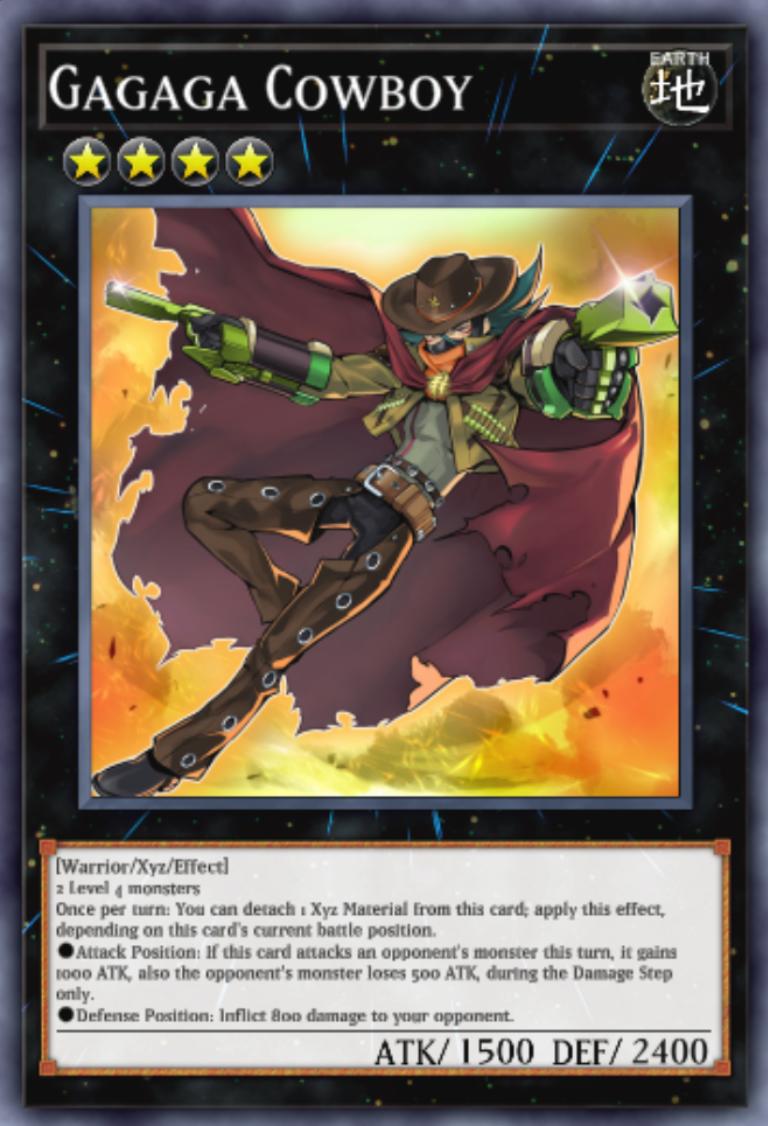 Gagaga Cowboy
EARTH
地
[Warrior/Xyz/Effect]
2 Level 4 monsters
Once per turn: You can detach 1 Xyz Material from this card; apply this effect,
depending on this card's current battle position.
●Attack Position: If this card attacks an opponent's monster this turn, it gains
1000 ATK, also the opponent's monster loses 500 ATK, during the Damage Step
only.
●Defense Position: Inflict 800 damage to your opponent.
ATK/ 1500 DEF/ 2400